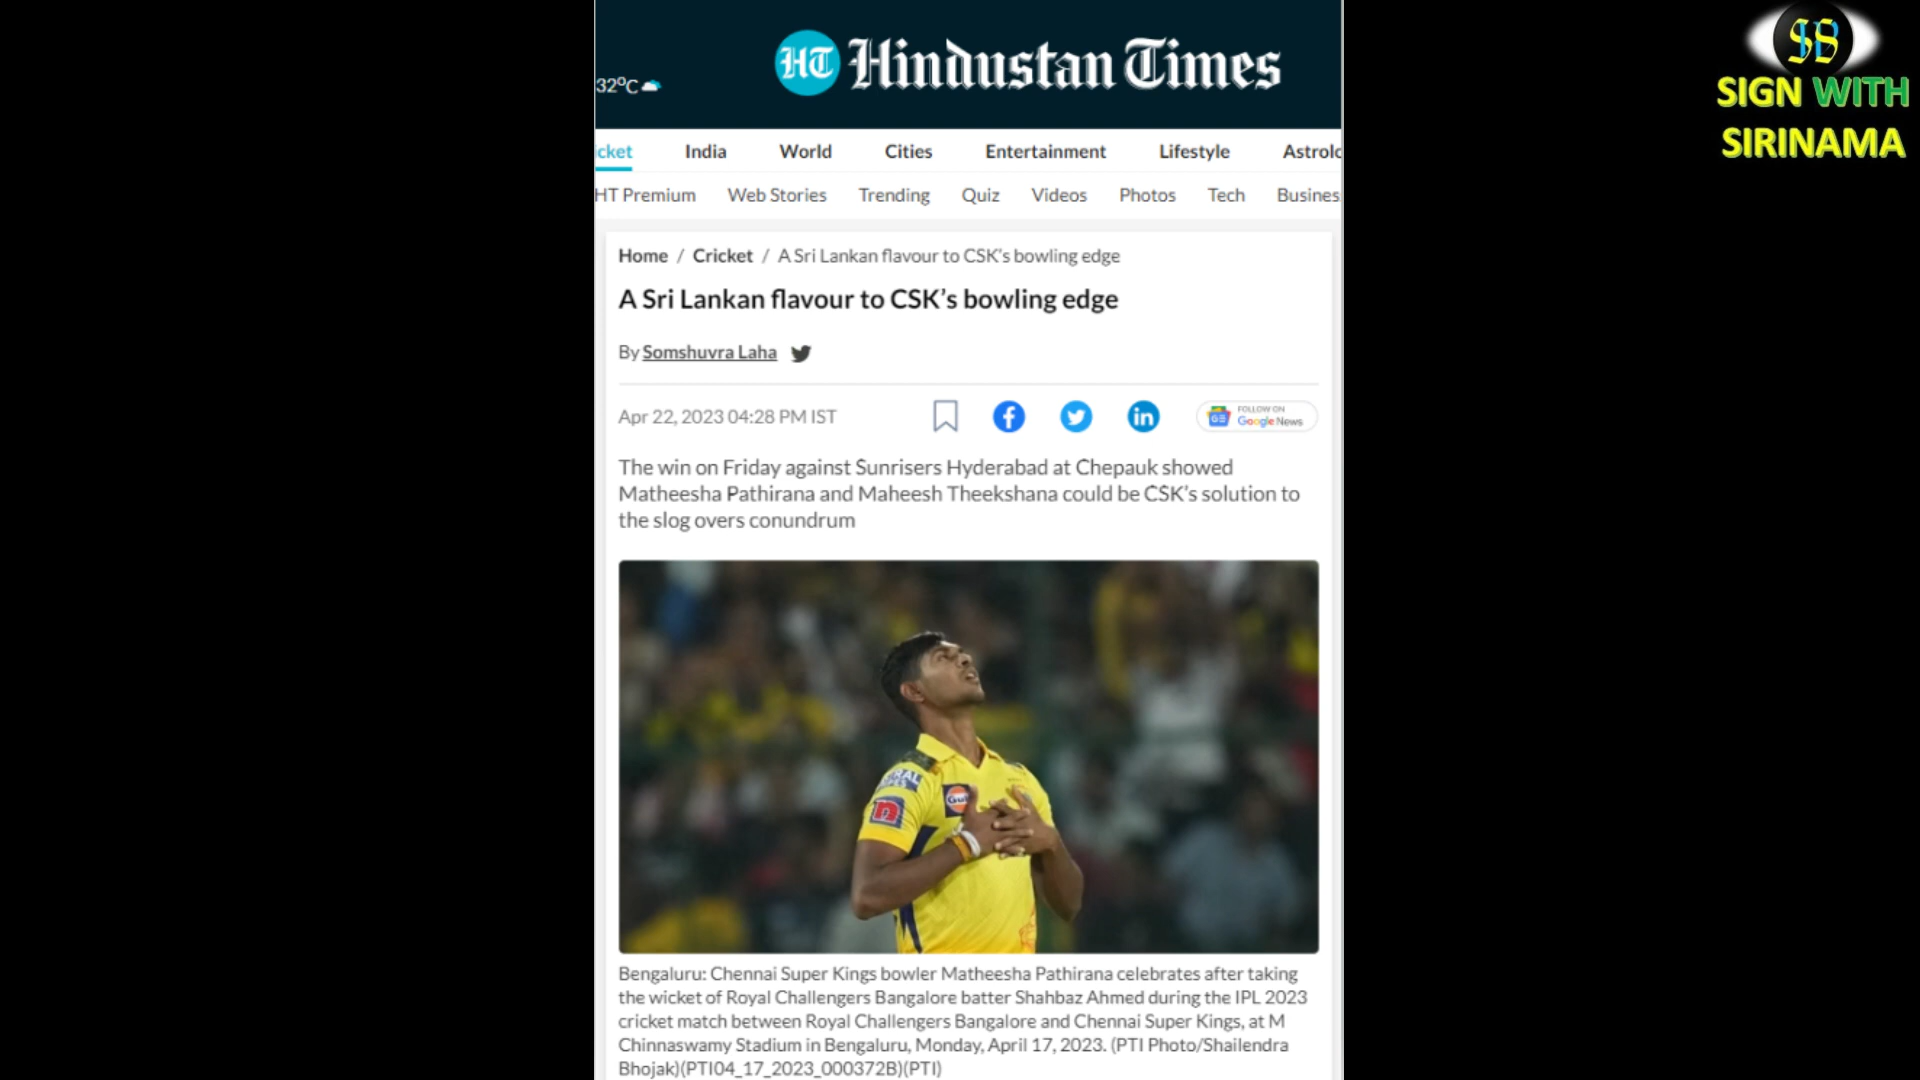 SB
SIGN WITH
SIRINAMA
HT Hindustan Times
32°C
icket India World Cities Entertainment Lifestyle Astrolo
HT Premium Web Stories Trending Quiz Videos Photos Tech Busines
Home / Cricket / A Sri Lankan flavour to CSK's bowling edge
A Sri Lankan flavour to CSK's bowling edge
By Somshuvra Laha
Apr 22, 2023 04:28 PM IST
FOLLOW ON
GE Google News
The win on Friday against Sunrisers Hyderabad at Chepauk showed
Matheesha Pathirana and Maheesh Theekshana could be CSK's solution to
the slog overs conundrum
Gulf
Bengaluru: Chennai Super Kings bowler Matheesha Pathirana celebrates after taking
the wicket of Royal Challengers Bangalore batter Shahbaz Ahmed during the IPL 2023
cricket match between Royal Challengers Bangalore and Chennai Super Kings, at M
Chinnaswamy Stadium in Bengaluru, Monday, April 17, 2023. (PTI Photo/Shailendra
Bhojak)(PTI04_17_2023_000372B)(PTI)